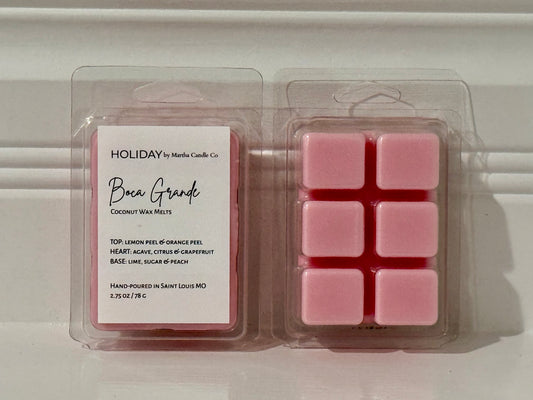 HOLIDAY by Martha Candle Co
Boca Grande
COCONUT WAX MELTS
TOP: LEMON PEEL & ORANGE PEEL
HEART: AGAVE, CITRUS & GRAPEFRUIT
BASE: LIME, SUGAR & PEACH
HAND-POURED IN SAINT LOUIS MO
2.75 OZ / 78 G